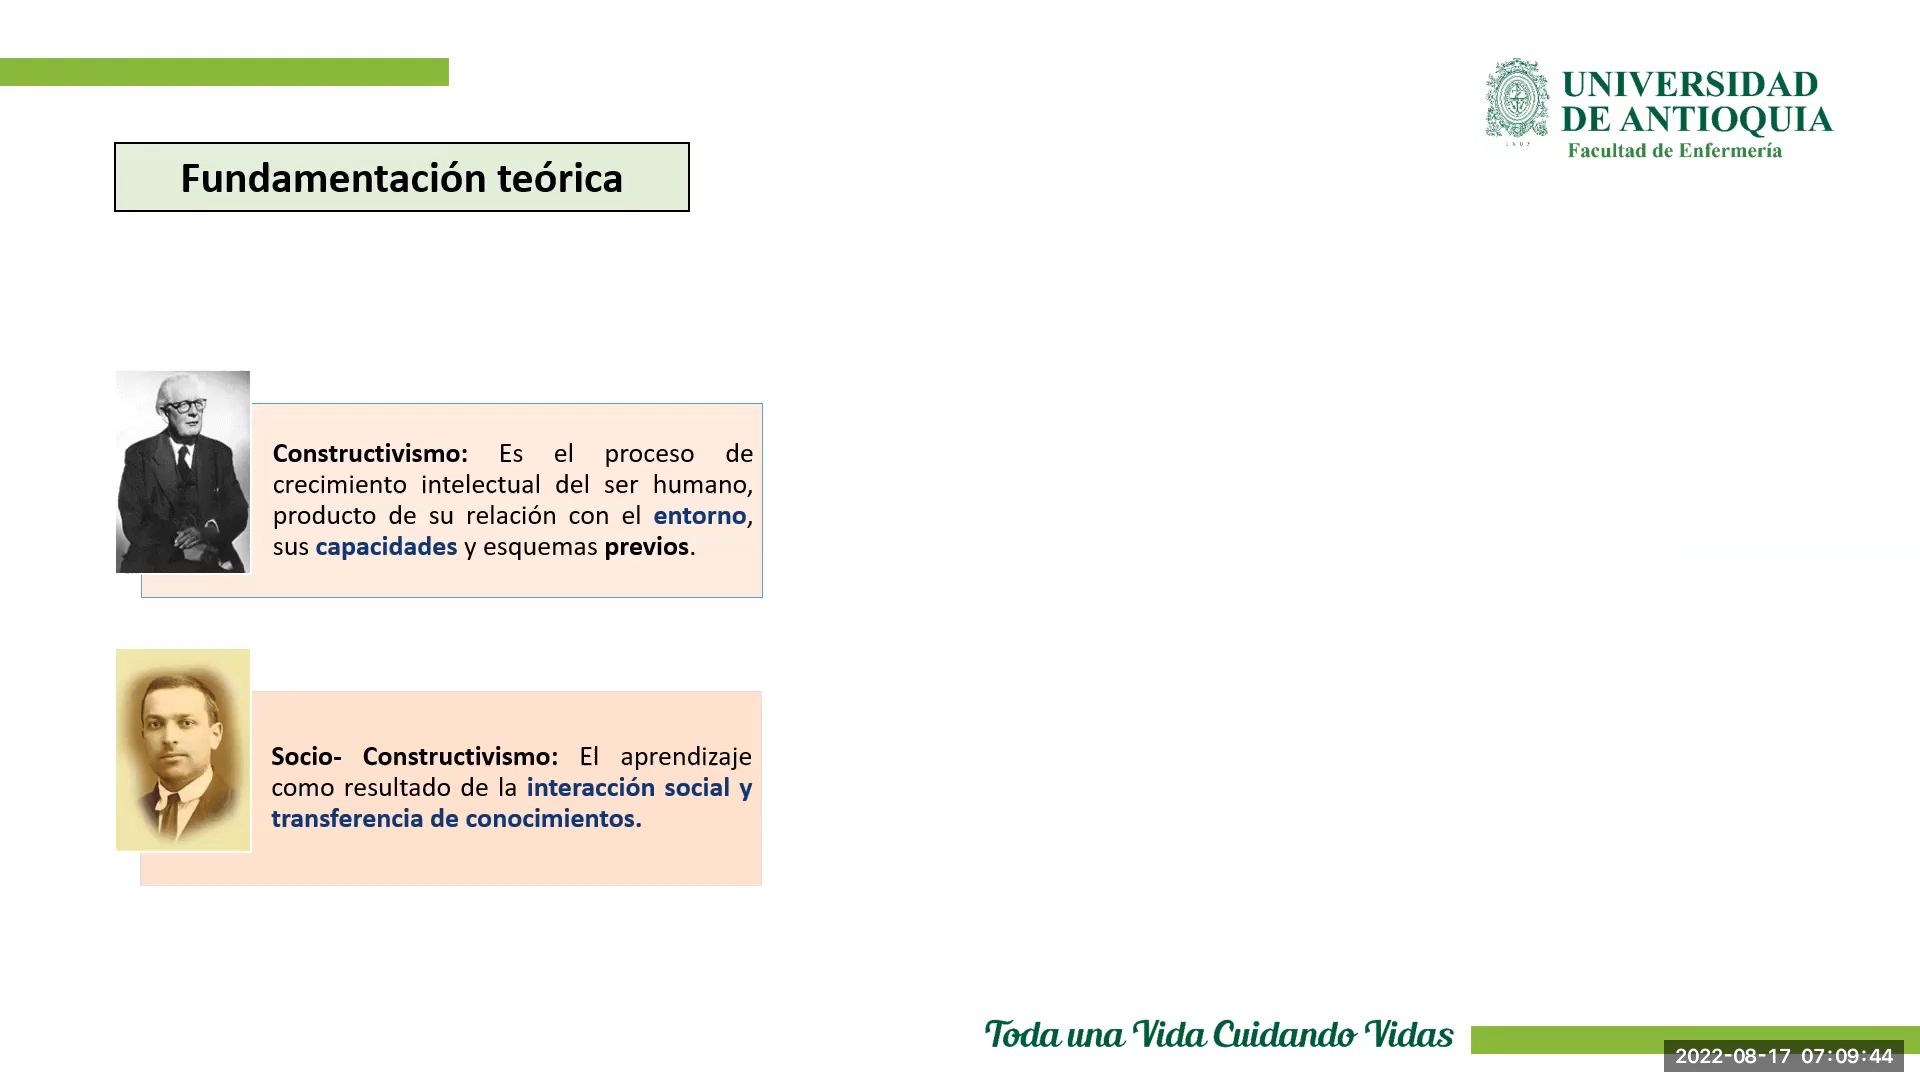 UNIVERSIDAD
DE ANTIOQUIA
1803
Facultad de Enfermería
Fundamentación teórica
Constructivismo: Es el proceso de
crecimiento intelectual del ser humano,
producto de su relación con el entorno,
sus capacidades y esquemas previos.
Socio- Constructivismo: El aprendizaje
como resultado de la interacción social y
transferencia de conocimientos.
Toda una Vida Cuidando Vidas
2022-08-17 07:09:44